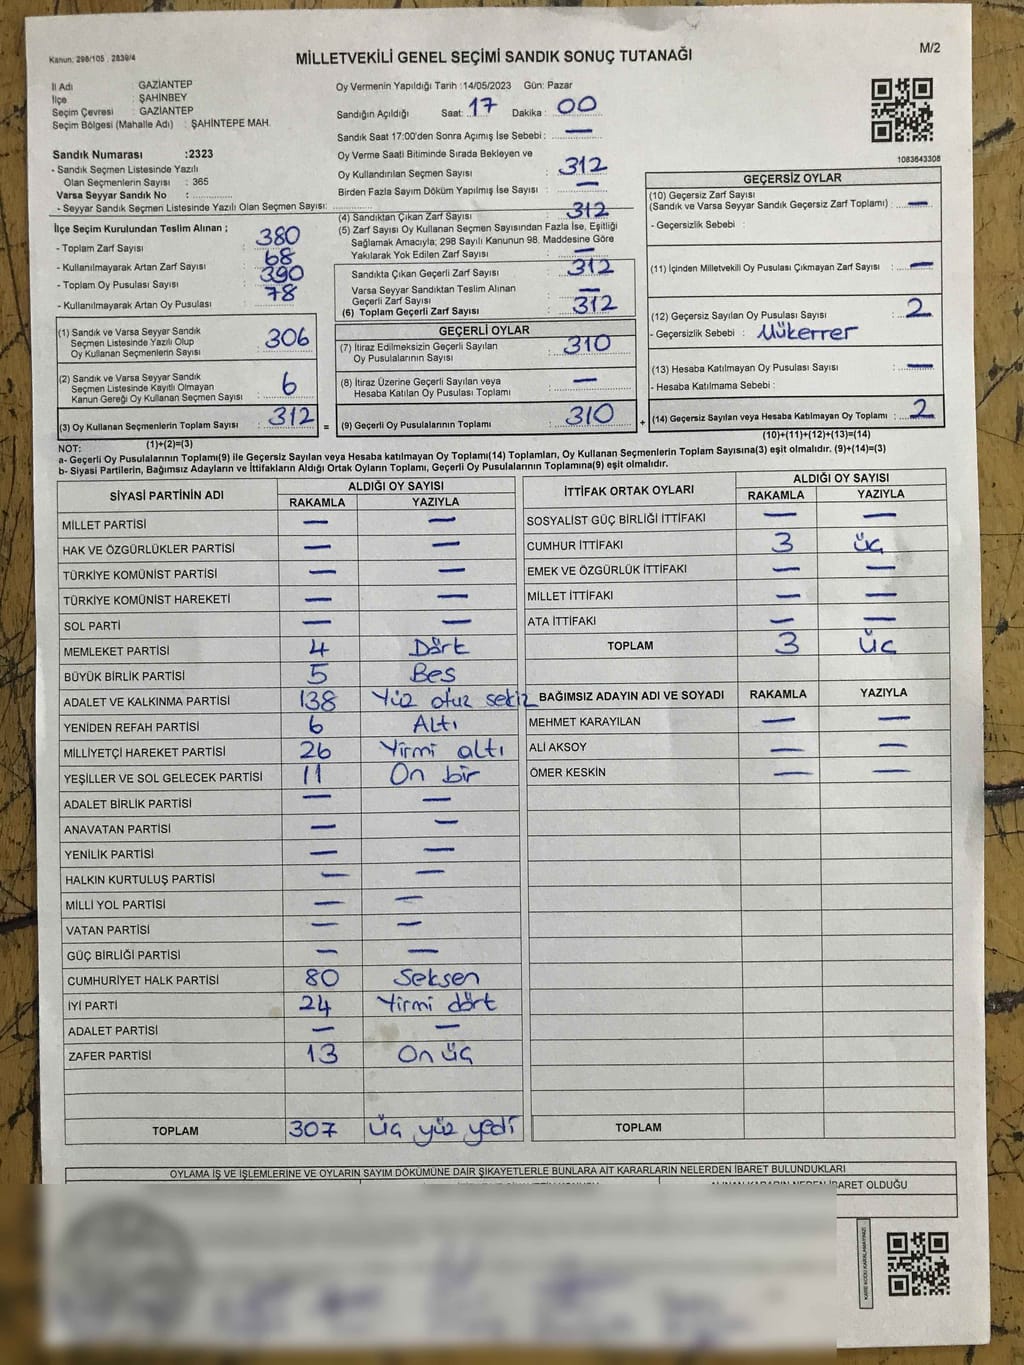 Kanun: 298/105 , 2839/4
MİLLETVEKİLİ GENEL SEÇİMİ SANDIK SONUÇ TUTANAĞI
M/2
İl Adı : GAZİANTEP
İlçe : ŞAHİNBEY
Seçim Çevresi : GAZİANTEP
Seçim Bölgesi (Mahalle Adı) : ŞAHİNTEPE MAH.
Sandık Numarası :2323
- Sandık Seçmen Listesinde Yazılı
Olan Seçmenlerin Sayısı : 365
Varsa Seyyar Sandık No :
- Seyyar Sandık Seçmen Listesinde Yazılı Olan Seçmen Sayısı:
Oy Vermenin Yapıldığı Tarih :14/05/2023 Gün: Pazar
Sandığın Açıldığı Saat: 17 Dakika : 00
Sandık Saat 17:00'den Sonra Açımış İse Sebebi : —
Oy Verme Saati Bitiminde Sırada Bekleyen ve
Oy Kullandırılan Seçmen Sayısı : 312
Birden Fazla Sayım Döküm Yapılmış İse Sayısı : —
1083643308
İlçe Seçim Kurulundan Teslim Alınan ;
- Toplam Zarf Sayısı : 380
- Kullanılmayarak Artan Zarf Sayısı : 68
- Toplam Oy Pusulası Sayısı : 390
- Kullanılmayarak Artan Oy Pusulası : 78
(1) Sandık ve Varsa Seyyar Sandık
Seçmen Listesinde Yazılı Olup
Oy Kullanan Seçmenlerin Sayısı : 306
(2) Sandık ve Varsa Seyyar Sandık
Seçmen Listesinde Kayıtlı Olmayan
Kanun Gereği Oy Kullanan Seçmen Sayısı : 6
(3) Oy Kullanan Seçmenlerin Toplam Sayısı : 312 =
(1)+(2)=(3)
(4) Sandıktan Çıkan Zarf Sayısı : 312
(5) Zarf Sayısı Oy Kullanan Seçmen Sayısından Fazla İse, Eşitliği
Sağlamak Amacıyla; 298 Sayılı Kanunun 98. Maddesine Göre
Yakılarak Yok Edilen Zarf Sayısı : —
Sandıkta Çıkan Geçerli Zarf Sayısı : 312
Varsa Seyyar Sandıktan Teslim Alınan
Geçerli Zarf Sayısı : —
(6) Toplam Geçerli Zarf Sayısı : 312
GEÇERLİ OYLAR
(7) İtiraz Edilmeksizin Geçerli Sayılan
Oy Pusulalarının Sayısı : 310
(8) İtiraz Üzerine Geçerli Sayılan veya
Hesaba Katılan Oy Pusulası Toplamı : —
(9) Geçerli Oy Pusulalarının Toplamı : 310 +
GEÇERSİZ OYLAR
(10) Geçersiz Zarf Sayısı
(Sandık ve Varsa Seyyar Sandık Geçersiz Zarf Toplamı) : —
- Geçersizlik Sebebi :
(11) İçinden Milletvekili Oy Pusulası Çıkmayan Zarf Sayısı : —
(12) Geçersiz Sayılan Oy Pusulası Sayısı : 2
- Geçersizlik Sebebi : Mükerrer
(13) Hesaba Katılmayan Oy Pusulası Sayısı : —
- Hesaba Katılmama Sebebi :
(14) Geçersiz Sayılan veya Hesaba Katılmayan Oy Toplamı : 2
(10)+(11)+(12)+(13)=(14)
NOT:
a- Geçerli Oy Pusulalarının Toplamı(9) ile Geçersiz Sayılan veya Hesaba katılmayan Oy Toplamı(14) Toplamları, Oy Kullanan Seçmenlerin Toplam Sayısına(3) eşit olmalıdır. (9)+(14)=(3)
b- Siyasi Partilerin, Bağımsız Adayların ve İttifakların Aldığı Ortak Oyların Toplamı, Geçerli Oy Pusulalarının Toplamına(9) eşit olmalıdır.
SİYASİ PARTİNİN ADI ALDIĞI OY SAYISI
RAKAMLA YAZIYLA
MİLLET PARTİSİ — —
HAK VE ÖZGÜRLÜKLER PARTİSİ — —
TÜRKİYE KOMÜNİST PARTİSİ — —
TÜRKİYE KOMÜNİST HAREKETİ — —
SOL PARTİ — —
MEMLEKET PARTİSİ 4 Dört
BÜYÜK BİRLİK PARTİSİ 5 Beş
ADALET VE KALKINMA PARTİSİ 138 Yüz otuz sekiz
YENİDEN REFAH PARTİSİ 6 Altı
MİLLİYETÇİ HAREKET PARTİSİ 26 Yirmi altı
YEŞİLLER VE SOL GELECEK PARTİSİ 11 On bir
ADALET BİRLİK PARTİSİ — —
ANAVATAN PARTİSİ — —
YENİLİK PARTİSİ — —
HALKIN KURTULUŞ PARTİSİ — —
MİLLİ YOL PARTİSİ — —
VATAN PARTİSİ — —
GÜÇ BİRLİĞİ PARTİSİ — —
CUMHURİYET HALK PARTİSİ 80 Seksen
İYİ PARTİ 24 Yirmi dört
ADALET PARTİSİ — —
ZAFER PARTİSİ 13 On üç
TOPLAM 307 üç yüz yedi
İTTİFAK ORTAK OYLARI ALDIĞI OY SAYISI
RAKAMLA YAZIYLA
SOSYALİST GÜÇ BİRLİĞİ İTTİFAKI — —
CUMHUR İTTİFAKI 3 üç
EMEK VE ÖZGÜRLÜK İTTİFAKI — —
MİLLET İTTİFAKI — —
ATA İTTİFAKI — —
TOPLAM 3 üç
BAĞIMSIZ ADAYIN ADI VE SOYADI RAKAMLA YAZIYLA
MEHMET KARAYILAN — —
ALİ AKSOY — —
ÖMER KESKİN — —
TOPLAM
OYLAMA İŞ VE İŞLEMLERİNE VE OYLARIN SAYIM DÖKÜMÜNE DAİR ŞİKAYETLERLE BUNLARA AİT KARARLARIN NELERDEN İBARET BULUNDUKLARI
ALINAN KARARIN NEDEN İBARET OLDUĞU
KARE KODU KARALAMAYINIZ